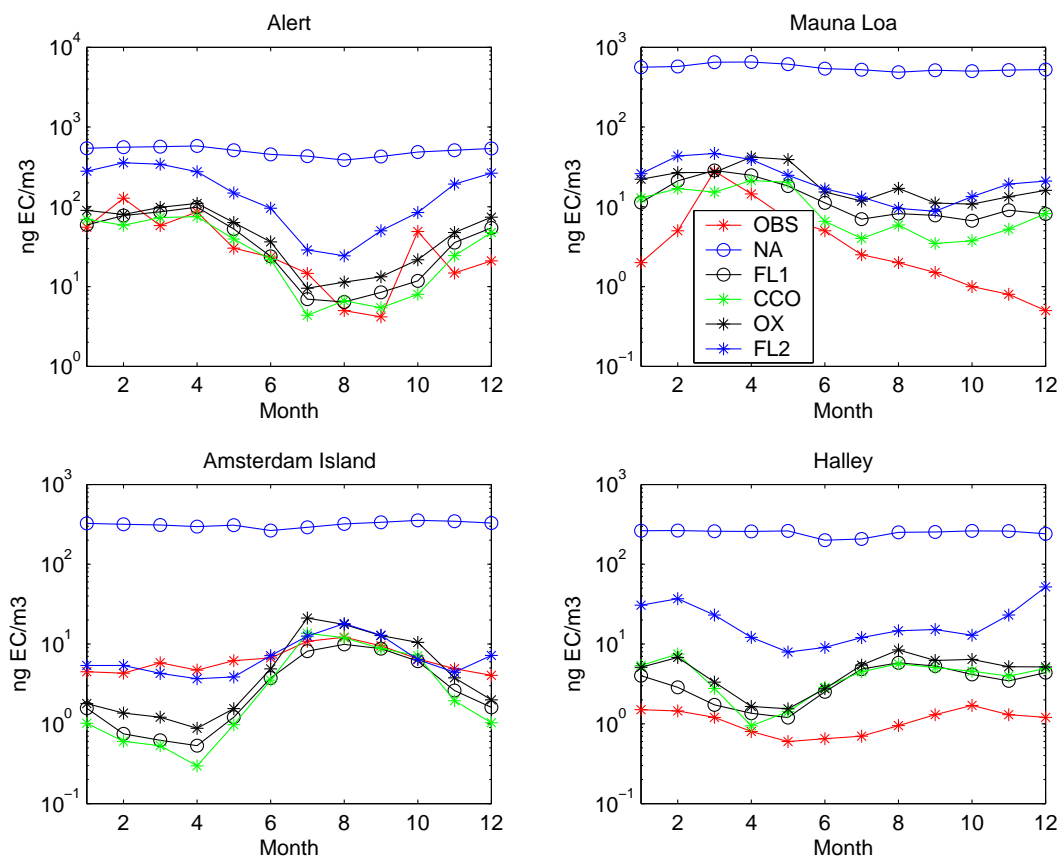 Alert
10^4
10^3
10^2
10^1
10^0
ng EC/m3
2 4 6 8 10 12
Month
Mauna Loa
10^3
10^2
10^1
10^0
10^−1
ng EC/m3
OBS
NA
FL1
CCO
OX
FL2
2 4 6 8 10 12
Month
Amsterdam Island
10^3
10^2
10^1
10^0
10^−1
ng EC/m3
2 4 6 8 10 12
Month
Halley
10^3
10^2
10^1
10^0
10^−1
ng EC/m3
2 4 6 8 10 12
Month